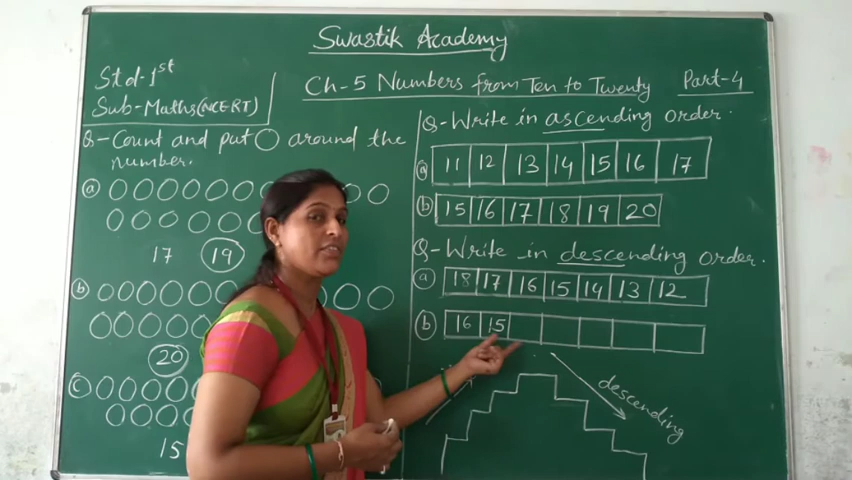 Swastik Academy
Std-1st
Sub-Maths(NCERT)
Ch-5 Numbers from Ten to Twenty
Part-4
Q-Count and put ◯ around the
number.
a
17 19
b
20
c
15
Q-Write in ascending order.
a 11 12 13 14 15 16 17
b 15 16 17 18 19 20
Q-Write in descending order.
a 18 17 16 15 14 13 12
b 16 15
descending